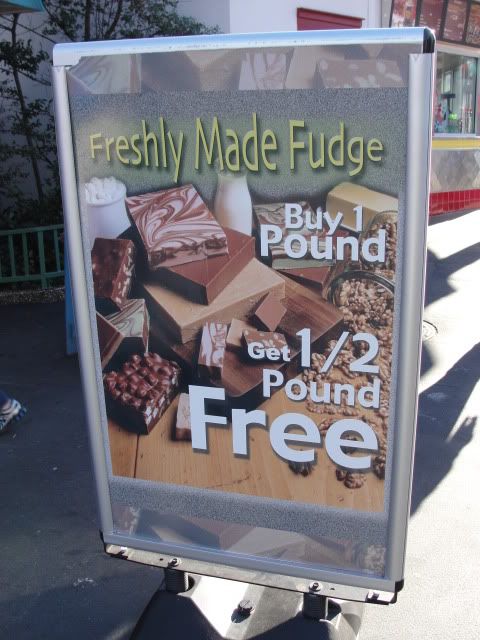 Freshly Made Fudge
Buy 1
Pound
Get 1/2
Pound
Free